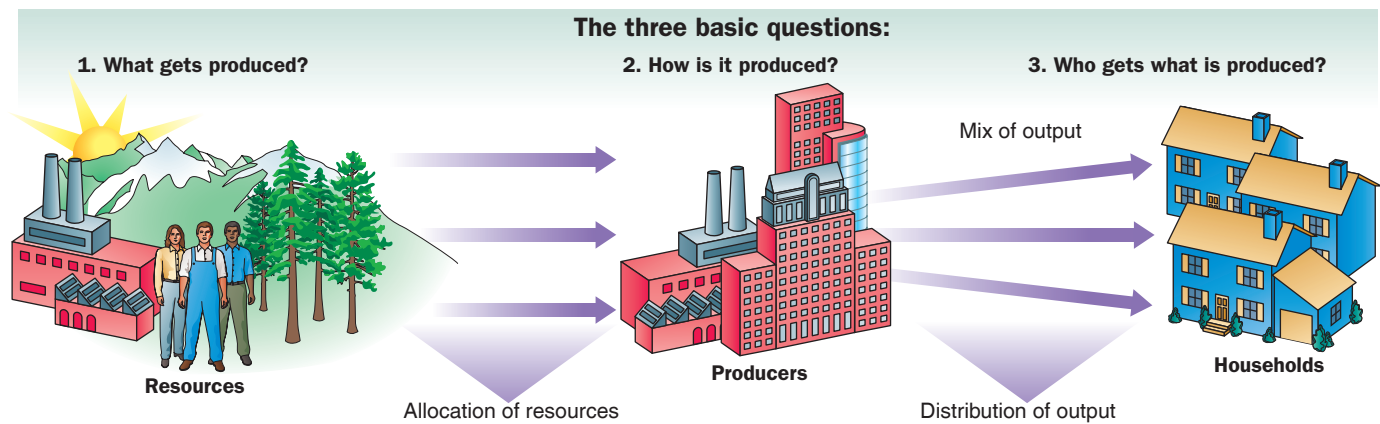 The three basic questions:
1. What gets produced?
2. How is it produced?
3. Who gets what is produced?
Mix of output
Resources
Producers
Households
Allocation of resources
Distribution of output